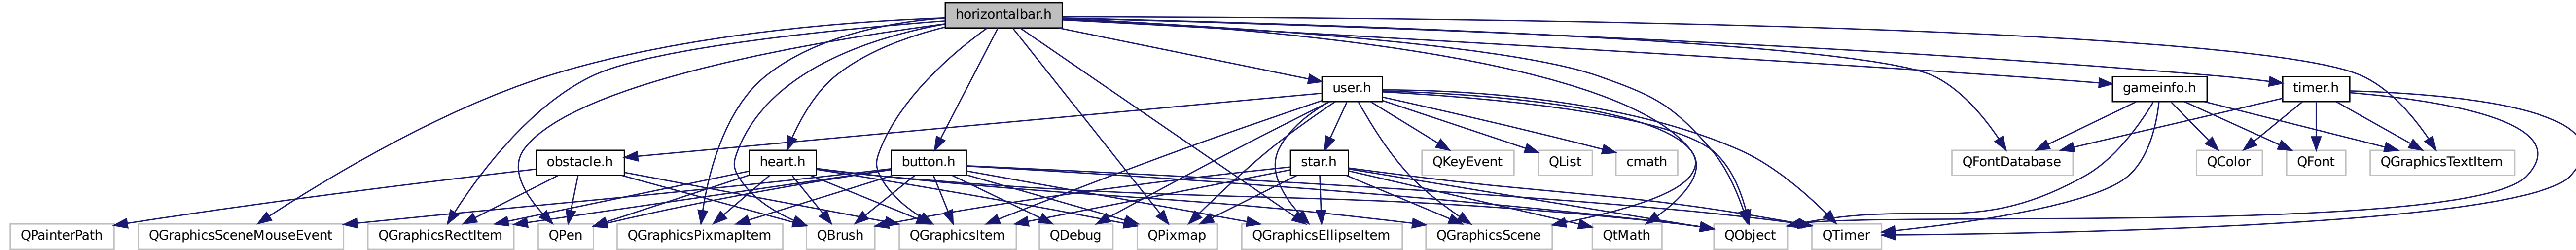 horizontalbar.h
user.h
gameinfo.h
timer.h
obstacle.h
heart.h
button.h
star.h
QKeyEvent
QList
cmath
QFontDatabase
QColor
QFont
QGraphicsTextItem
QPainterPath
QGraphicsSceneMouseEvent
QGraphicsRectItem
QPen
QGraphicsPixmapItem
QBrush
QGraphicsItem
QDebug
QPixmap
QGraphicsEllipseItem
QGraphicsScene
QtMath
QObject
QTimer